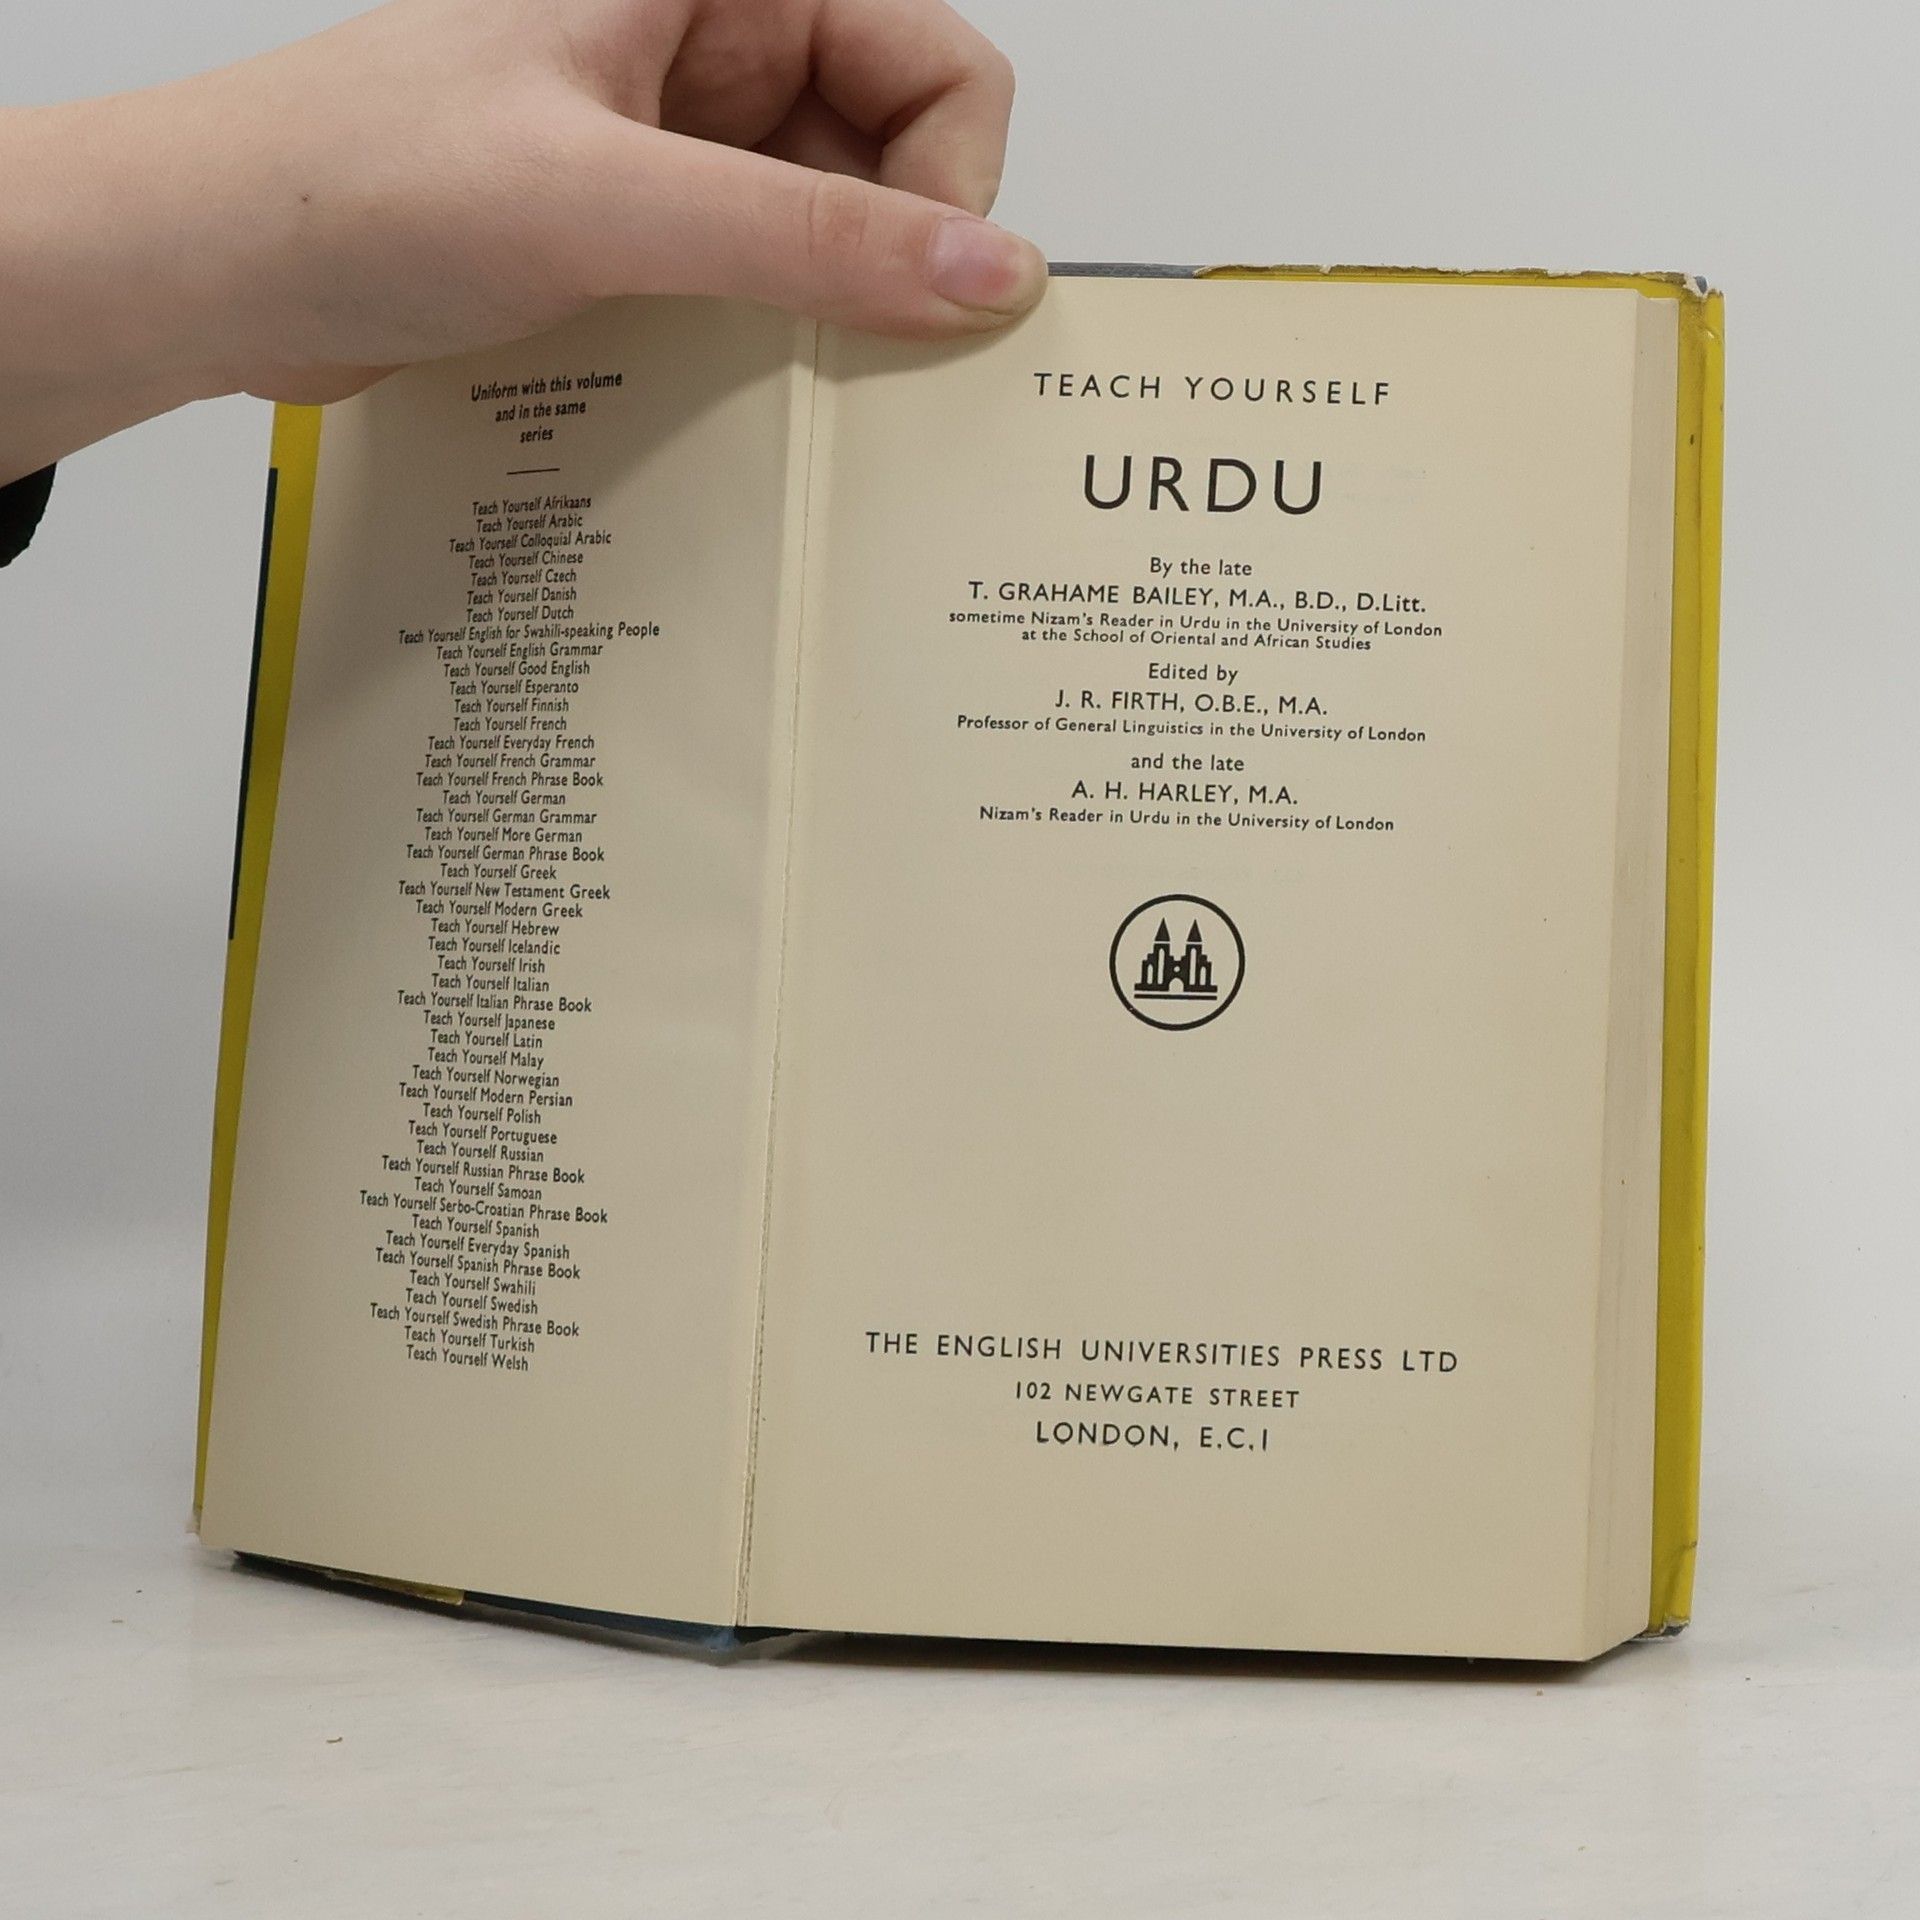 Uniform with this volume
and in the same
series
Teach Yourself Afrikaans
Teach Yourself Arabic
Teach Yourself Colloquial Arabic
Teach Yourself Chinese
Teach Yourself Czech
Teach Yourself Danish
Teach Yourself Dutch
Teach Yourself English for Swahili-speaking People
Teach Yourself English Grammar
Teach Yourself Good English
Teach Yourself Esperanto
Teach Yourself Finnish
Teach Yourself French
Teach Yourself Everyday French
Teach Yourself French Grammar
Teach Yourself French Phrase Book
Teach Yourself German
Teach Yourself German Grammar
Teach Yourself More German
Teach Yourself German Phrase Book
Teach Yourself Greek
Teach Yourself New Testament Greek
Teach Yourself Modern Greek
Teach Yourself Hebrew
Teach Yourself Icelandic
Teach Yourself Irish
Teach Yourself Italian
Teach Yourself Italian Phrase Book
Teach Yourself Japanese
Teach Yourself Latin
Teach Yourself Malay
Teach Yourself Norwegian
Teach Yourself Modern Persian
Teach Yourself Polish
Teach Yourself Portuguese
Teach Yourself Russian
Teach Yourself Russian Phrase Book
Teach Yourself Samoan
Teach Yourself Serbo-Croatian Phrase Book
Teach Yourself Spanish
Teach Yourself Everyday Spanish
Teach Yourself Spanish Phrase Book
Teach Yourself Swahili
Teach Yourself Swedish
Teach Yourself Swedish Phrase Book
Teach Yourself Turkish
Teach Yourself Welsh
TEACH YOURSELF
URDU
By the late
T. GRAHAME BAILEY, M.A., B.D., D.Litt.
sometime Nizam's Reader in Urdu in the University of London
at the School of Oriental and African Studies
Edited by
J. R. FIRTH, O.B.E., M.A.
Professor of General Linguistics in the University of London
and the late
A. H. HARLEY, M.A.
Nizam's Reader in Urdu in the University of London
THE ENGLISH UNIVERSITIES PRESS LTD
102 NEWGATE STREET
LONDON, E.C.1